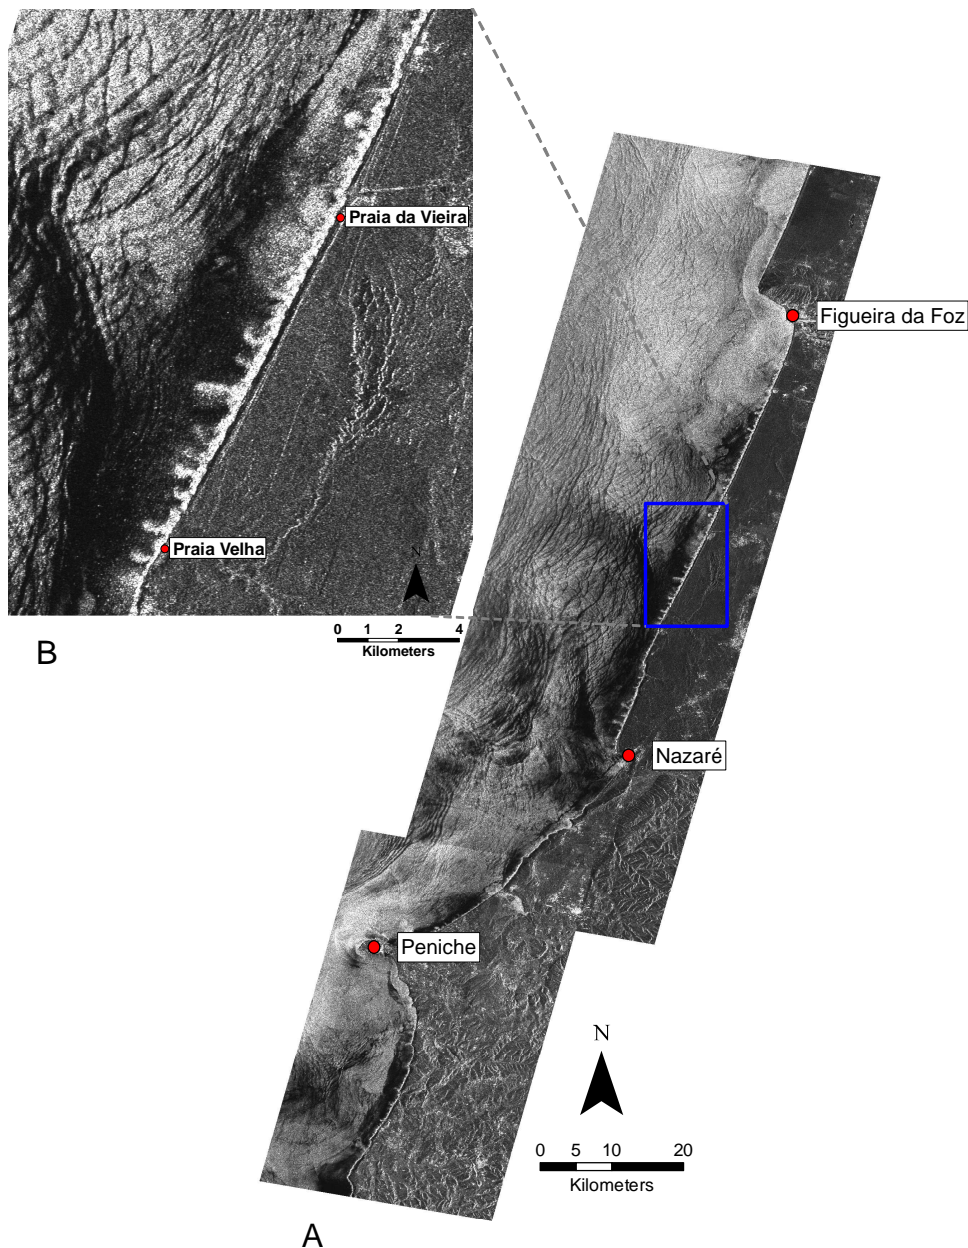 Praia da Vieira
Praia Velha
N
0 1 2 4
Kilometers
B
Figueira da Foz
Nazaré
Peniche
N
0 5 10 20
Kilometers
A